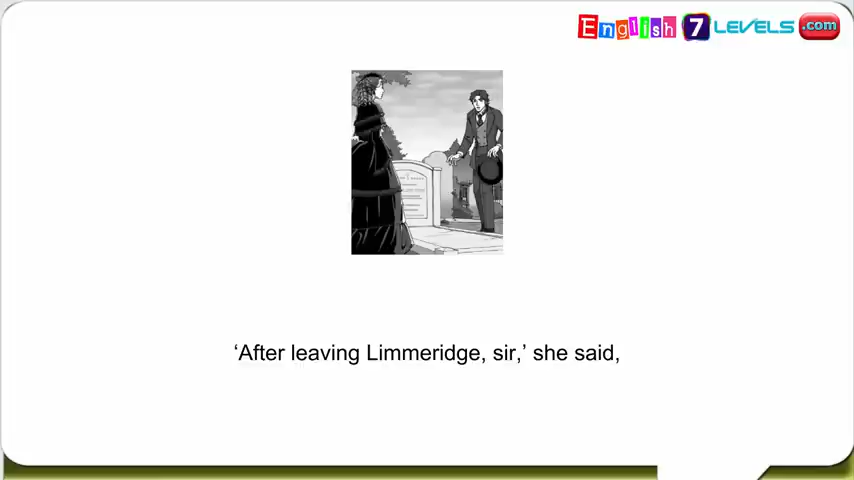 English 7 LEVELS .com
‘After leaving Limmeridge, sir,’ she said,